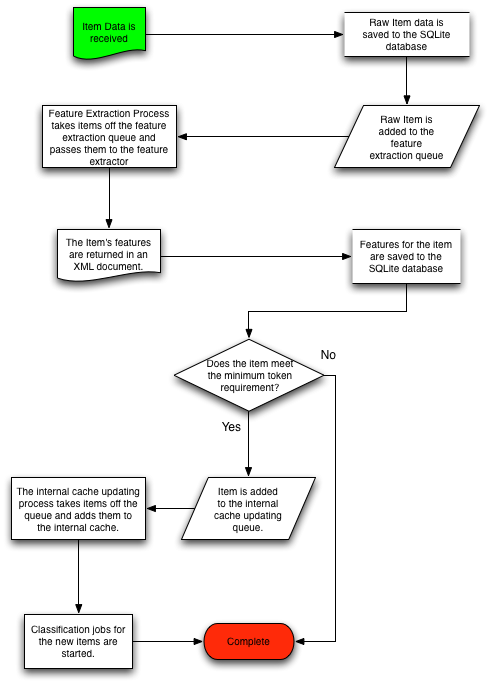 Item Data is
received
Raw Item data is
saved to the SQLite
database
Raw Item is
added to the
feature
extraction queue
Feature Extraction Process
takes items off the feature
extraction queue and
passes them to the feature
extractor
The Item's features
are returned in an
XML document.
Features for the item
are saved to the
SQLite database
Does the item meet
the minimum token
requirement?
No
Yes
Item is added
to the internal
cache updating
queue.
The internal cache updating
process takes items off the
queue and adds them to
the internal cache.
Classification jobs for
the new items are
started.
Complete